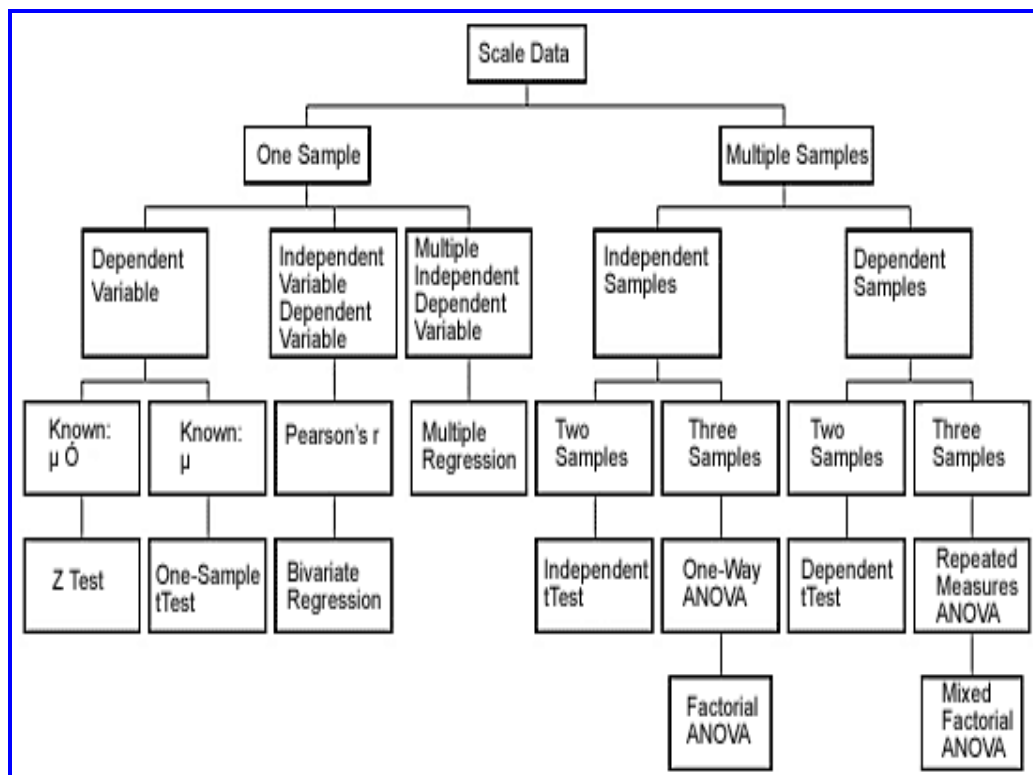 Scale Data
One Sample
Multiple Samples
Dependent
Variable
Independent
Variable
Dependent
Variable
Multiple
Independent
Dependent
Variable
Independent
Samples
Dependent
Samples
Known:
µ Ó
Known:
µ
Pearson's r
Multiple
Regression
Two
Samples
Three
Samples
Two
Samples
Three
Samples
Z Test
One-Sample
tTest
Bivariate
Regression
Independent
tTest
One-Way
ANOVA
Dependent
tTest
Repeated
Measures
ANOVA
Factorial
ANOVA
Mixed
Factorial
ANOVA